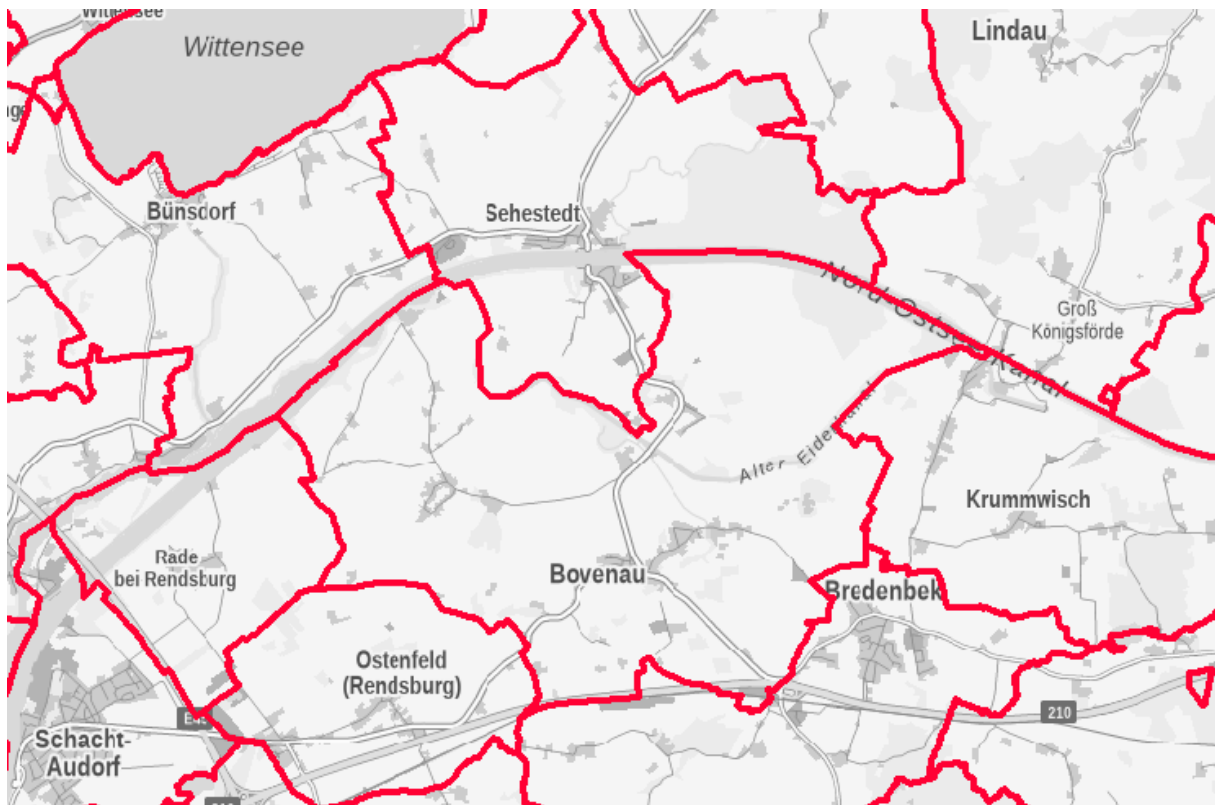 Wittensee
Lindau
Wittensee
Bünsdorf
Sehestedt
Nord-Ostsee-Kanal
Groß
Königsförde
Alter Eiderkanal
Krummwisch
Rade
bei Rendsburg
Bovenau
Bredenbek
Ostenfeld
(Rendsburg)
210
Schacht-
Audorf